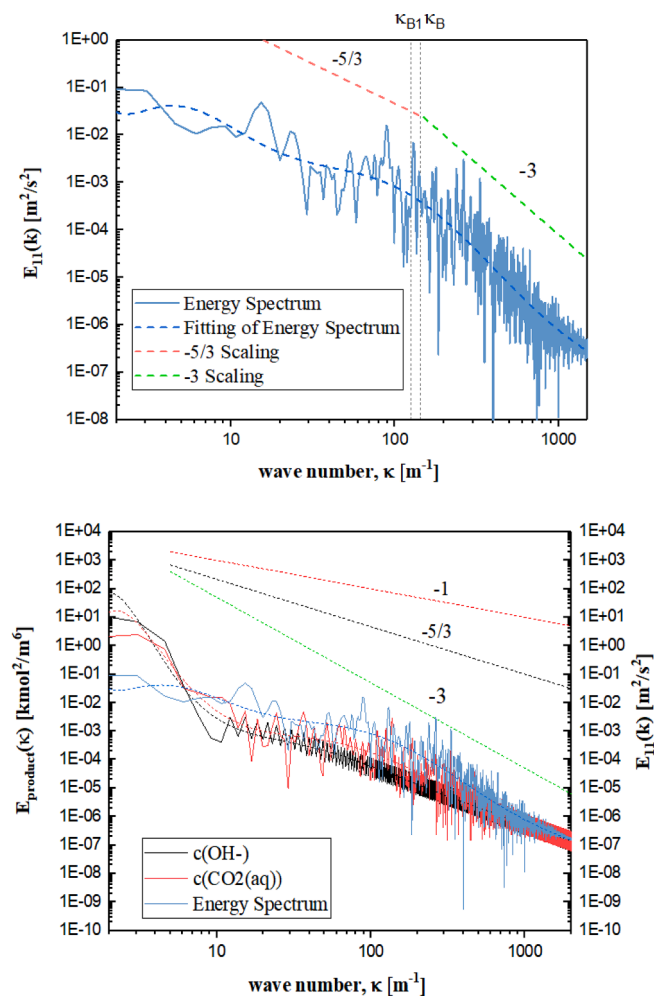 κB1 κB
1E+00
1E-01
1E-02
1E-03
1E-04
1E-05
1E-06
1E-07
1E-08
E11(k) [m²/s²]
-5/3
-3
Energy Spectrum
Fitting of Energy Spectrum
-5/3 Scaling
-3 Scaling
10 100 1000
wave number, κ [m⁻¹]
1E+04 1E+04
1E+03 1E+03
1E+02 1E+02
1E+01 1E+01
1E+00 1E+00
1E-01 1E-01
1E-02 1E-02
1E-03 1E-03
1E-04 1E-04
1E-05 1E-05
1E-06 1E-06
1E-07 1E-07
1E-08 1E-08
1E-09 1E-09
1E-10 1E-10
Eproduct(κ) [kmol²/m⁶]
E11(k) [m²/s²]
-1
-5/3
-3
c(OH-)
c(CO2(aq))
Energy Spectrum
10 100 1000
wave number, κ [m⁻¹]